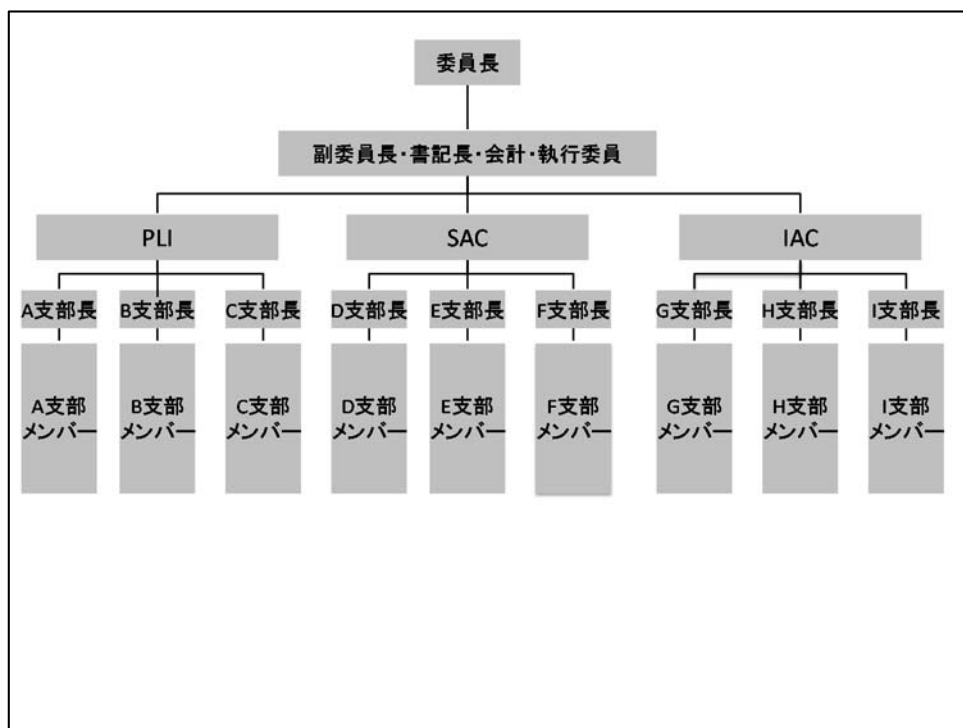 委員長
副委員長・書記長・会計・執行委員
PLI
SAC
IAC
A支部長
B支部長
C支部長
D支部長
E支部長
F支部長
G支部長
H支部長
I支部長
A支部
メンバー
B支部
メンバー
C支部
メンバー
D支部
メンバー
E支部
メンバー
F支部
メンバー
G支部
メンバー
H支部
メンバー
I支部
メンバー